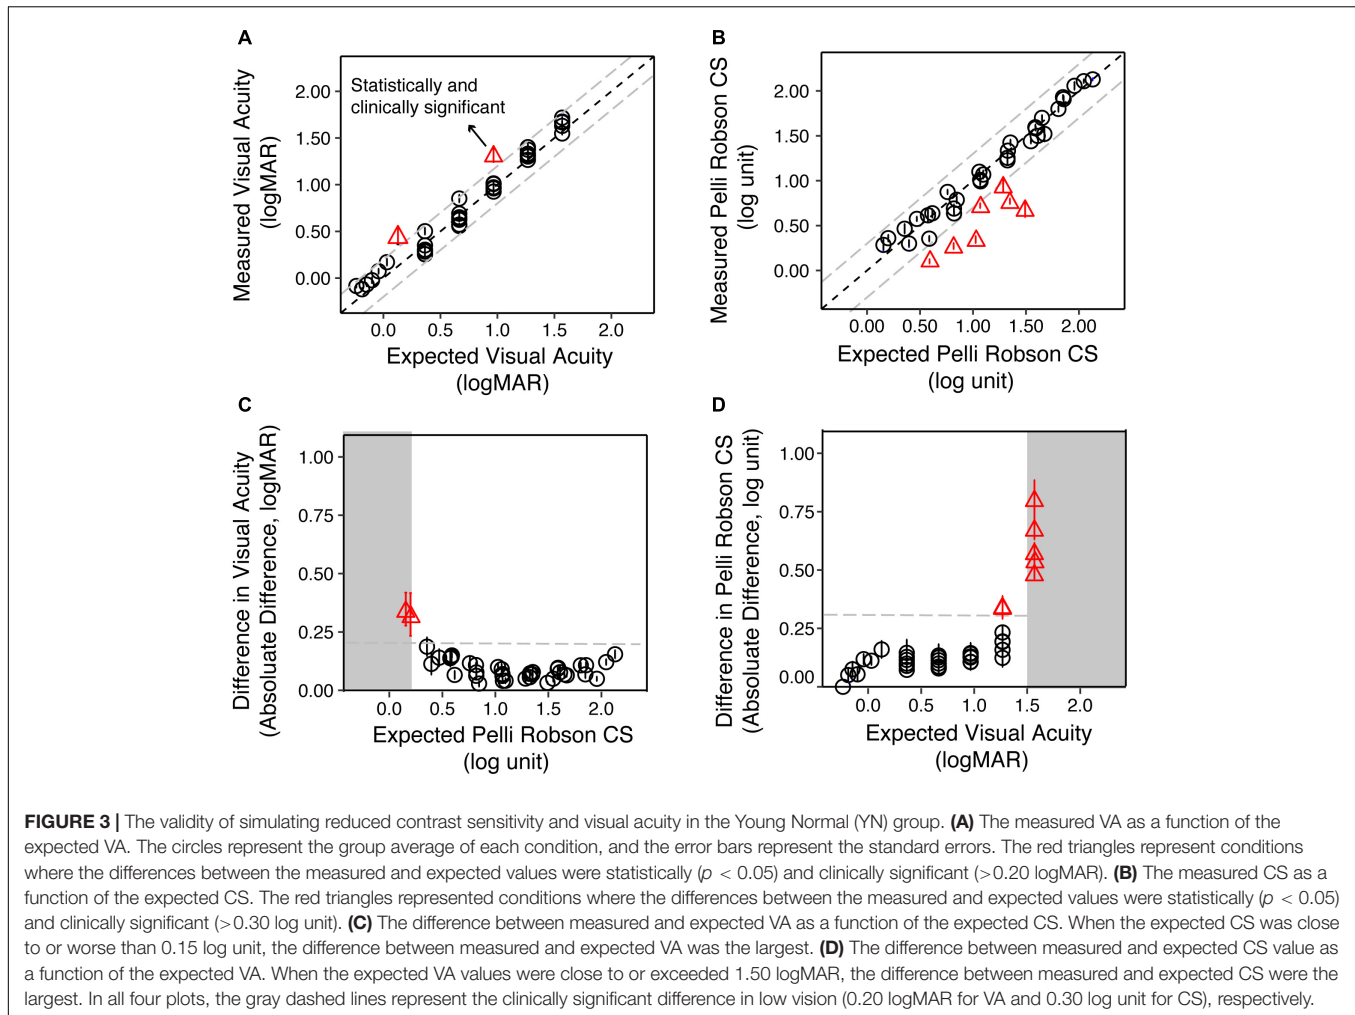 A
Measured Visual Acuity
(logMAR)
Statistically and
clinically significant
2.00
1.50
1.00
0.50
0.00
0.0 0.5 1.0 1.5 2.0
Expected Visual Acuity
(logMAR)
B
Measured Pelli Robson CS
(log unit)
2.00
1.50
1.00
0.50
0.00
0.00 0.50 1.00 1.50 2.00
Expected Pelli Robson CS
(log unit)
C
Difference in Visual Acuity
(Absolute Difference, logMAR)
1.00
0.75
0.50
0.25
0.00
0.0 0.5 1.0 1.5 2.0
Expected Pelli Robson CS
(log unit)
D
Difference in Pelli Robson CS
(Absolute Difference, log unit)
1.00
0.75
0.50
0.25
0.00
0.0 0.5 1.0 1.5 2.0
Expected Visual Acuity
(logMAR)
FIGURE 3 | The validity of simulating reduced contrast sensitivity and visual acuity in the Young Normal (YN) group. (A) The measured VA as a function of the
expected VA. The circles represent the group average of each condition, and the error bars represent the standard errors. The red triangles represent conditions
where the differences between the measured and expected values were statistically (p < 0.05) and clinically significant (>0.20 logMAR). (B) The measured CS as a
function of the expected CS. The red triangles represented conditions where the differences between the measured and expected values were statistically (p < 0.05)
and clinically significant (>0.30 log unit). (C) The difference between measured and expected VA as a function of the expected CS. When the expected CS was close
to or worse than 0.15 log unit, the difference between measured and expected VA was the largest. (D) The difference between measured and expected CS value as
a function of the expected VA. When the expected VA values were close to or exceeded 1.50 logMAR, the difference between measured and expected CS were the
largest. In all four plots, the gray dashed lines represent the clinically significant difference in low vision (0.20 logMAR for VA and 0.30 log unit for CS), respectively.